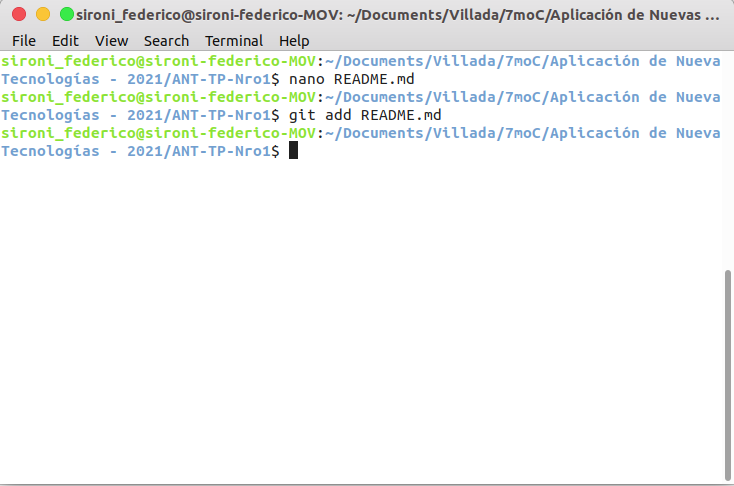 sironi_federico@sironi-federico-MOV: ~/Documents/Villada/7moC/Aplicación de Nuevas ...
File Edit View Search Terminal Help
sironi_federico@sironi-federico-MOV:~/Documents/Villada/7moC/Aplicación de Nueva
Tecnologías - 2021/ANT-TP-Nro1$ nano README.md
sironi_federico@sironi-federico-MOV:~/Documents/Villada/7moC/Aplicación de Nueva
Tecnologías - 2021/ANT-TP-Nro1$ git add README.md
sironi_federico@sironi-federico-MOV:~/Documents/Villada/7moC/Aplicación de Nueva
Tecnologías - 2021/ANT-TP-Nro1$